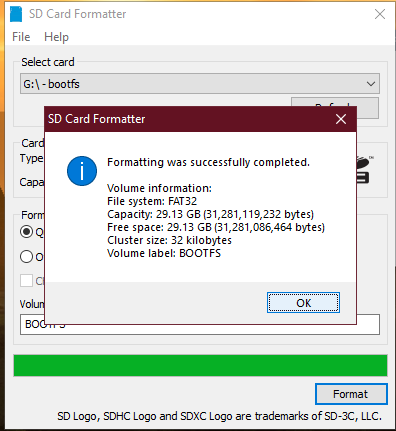 SD Card Formatter
File Help
Select card
G:\ - bootfs
SD Card Formatter
Formatting was successfully completed.
Volume information:
File system: FAT32
Capacity: 29.13 GB (31,281,119,232 bytes)
Free space: 29.13 GB (31,281,086,464 bytes)
Cluster size: 32 kilobytes
Volume label: BOOTFS
OK
Card
Type
Capa
Form
Q
O
Volum
Format
SD Logo, SDHC Logo and SDXC Logo are trademarks of SD-3C, LLC.